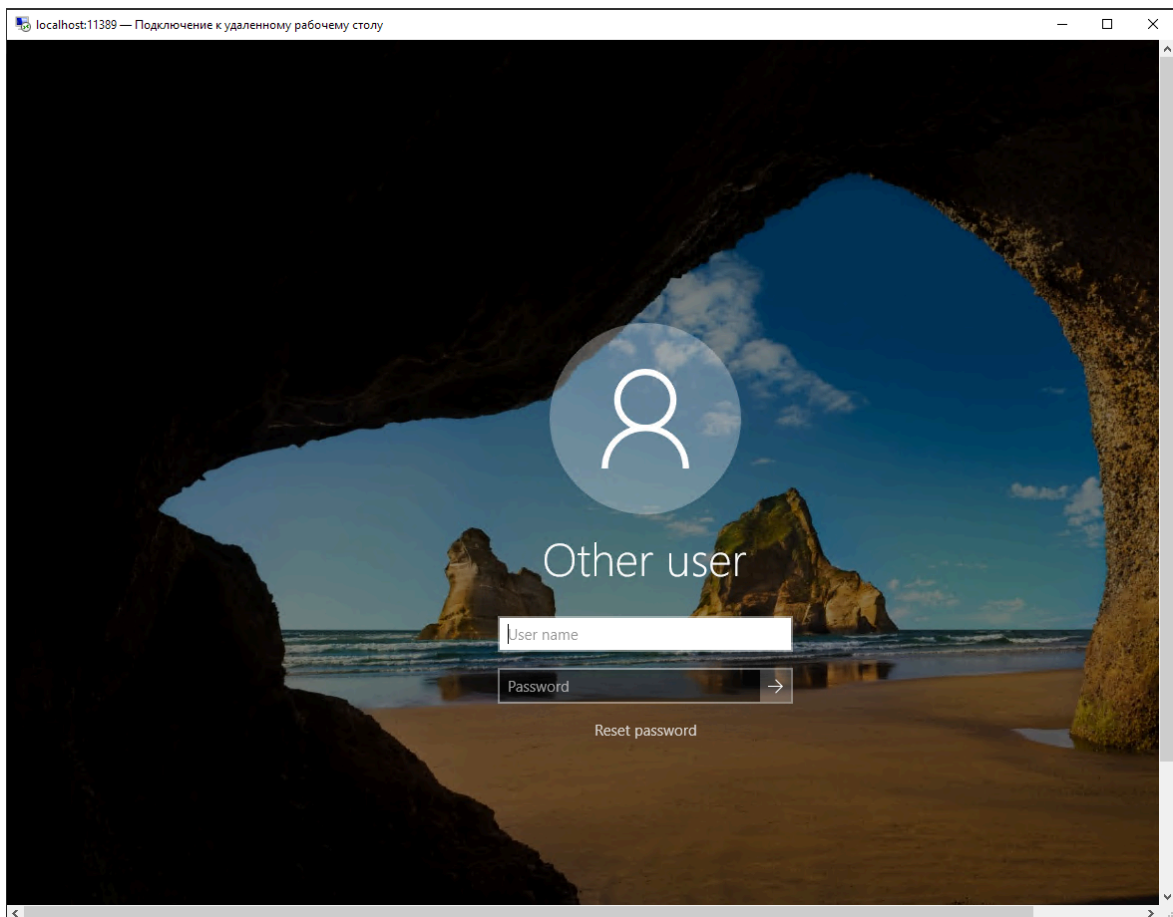 localhost:11389 — Подключение к удаленному рабочему столу
Other user
User name
Password
Reset password